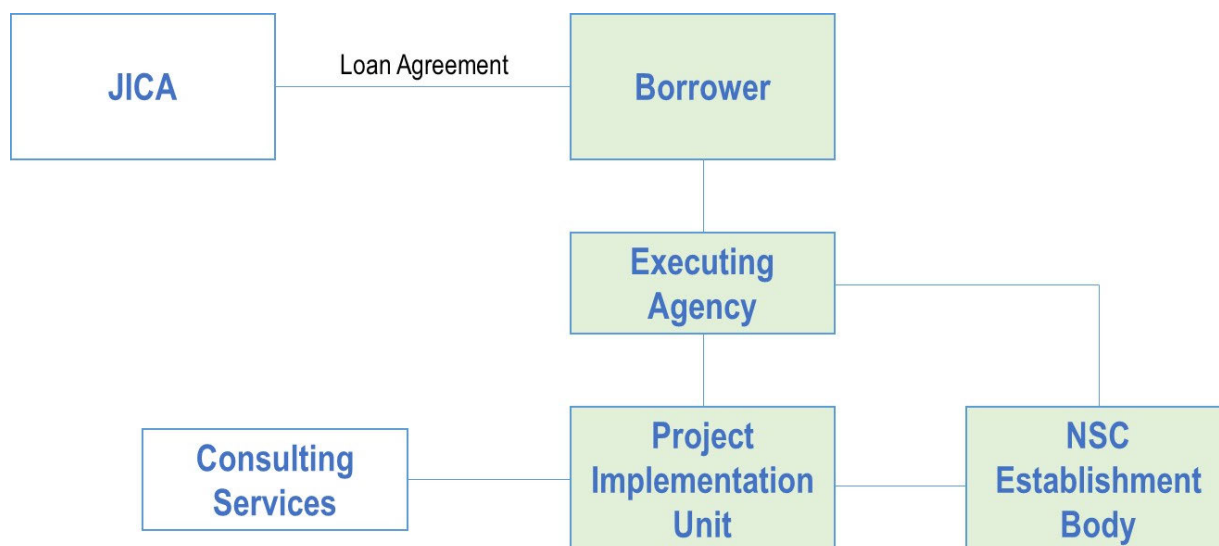 JICA
Loan Agreement
Borrower
Executing
Agency
Consulting
Services
Project
Implementation
Unit
NSC
Establishment
Body